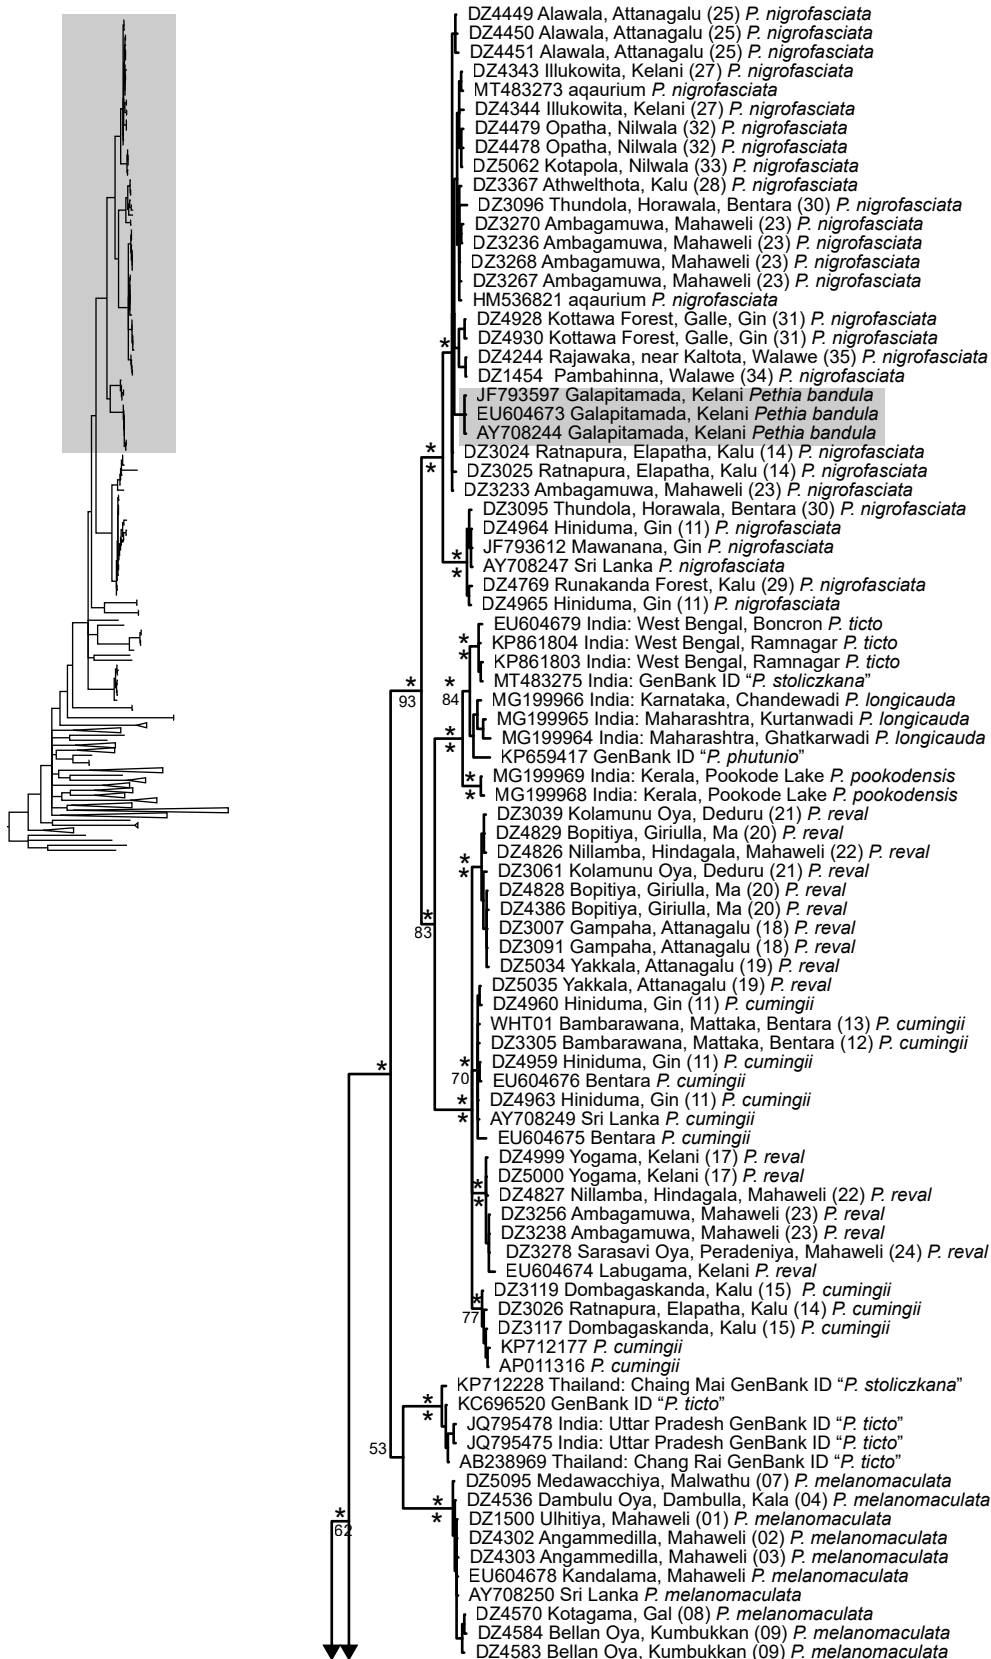 DZ4449 Alawala, Attanagalu (25) P. nigrofasciata
DZ4450 Alawala, Attanagalu (25) P. nigrofasciata
DZ4451 Alawala, Attanagalu (25) P. nigrofasciata
DZ4343 Illukowita, Kelani (27) P. nigrofasciata
MT483273 aqaurium P. nigrofasciata
DZ4344 Illukowita, Kelani (27) P. nigrofasciata
DZ4479 Opatha, Nilwala (32) P. nigrofasciata
DZ4478 Opatha, Nilwala (32) P. nigrofasciata
DZ5062 Kotapola, Nilwala (33) P. nigrofasciata
DZ3367 Athwelthota, Kalu (28) P. nigrofasciata
DZ3096 Thundola, Horawala, Bentara (30) P. nigrofasciata
DZ3270 Ambagamuwa, Mahaweli (23) P. nigrofasciata
DZ3236 Ambagamuwa, Mahaweli (23) P. nigrofasciata
DZ3268 Ambagamuwa, Mahaweli (23) P. nigrofasciata
DZ3267 Ambagamuwa, Mahaweli (23) P. nigrofasciata
HM536821 aqaurium P. nigrofasciata
DZ4928 Kottawa Forest, Galle, Gin (31) P. nigrofasciata
DZ4930 Kottawa Forest, Galle, Gin (31) P. nigrofasciata
* DZ4244 Rajawaka, near Kaltota, Walawe (35) P. nigrofasciata
DZ1454 Pambahinna, Walawe (34) P. nigrofasciata
JF793597 Galapitamada, Kelani Pethia bandula
EU604673 Galapitamada, Kelani Pethia bandula
AY708244 Galapitamada, Kelani Pethia bandula
* DZ3024 Ratnapura, Elapatha, Kalu (14) P. nigrofasciata
* DZ3025 Ratnapura, Elapatha, Kalu (14) P. nigrofasciata
DZ3233 Ambagamuwa, Mahaweli (23) P. nigrofasciata
DZ3095 Thundola, Horawala, Bentara (30) P. nigrofasciata
DZ4964 Hiniduma, Gin (11) P. nigrofasciata
JF793612 Mawanana, Gin P. nigrofasciata
* AY708247 Sri Lanka P. nigrofasciata
* DZ4769 Runakanda Forest, Kalu (29) P. nigrofasciata
DZ4965 Hiniduma, Gin (11) P. nigrofasciata
EU604679 India: West Bengal, Boncron P. ticto
* KP861804 India: West Bengal, Ramnagar P. ticto
* KP861803 India: West Bengal, Ramnagar P. ticto
* * MT483275 India: GenBank ID “P. stoliczkana”
93 84 MG199966 India: Karnataka, Chandewadi P. longicauda
MG199965 India: Maharashtra, Kurtanwadi P. longicauda
* MG199964 India: Maharashtra, Ghatkarwadi P. longicauda
* KP659417 GenBank ID “P. phutunio”
* MG199969 India: Kerala, Pookode Lake P. pookodensis
* MG199968 India: Kerala, Pookode Lake P. pookodensis
DZ3039 Kolamunu Oya, Deduru (21) P. reval
DZ4829 Bopitiya, Giriulla, Ma (20) P. reval
* DZ4826 Nillamba, Hindagala, Mahaweli (22) P. reval
* DZ3061 Kolamunu Oya, Deduru (21) P. reval
DZ4828 Bopitiya, Giriulla, Ma (20) P. reval
* DZ4386 Bopitiya, Giriulla, Ma (20) P. reval
83 DZ3007 Gampaha, Attanagalu (18) P. reval
DZ3091 Gampaha, Attanagalu (18) P. reval
DZ5034 Yakkala, Attanagalu (19) P. reval
DZ5035 Yakkala, Attanagalu (19) P. reval
DZ4960 Hiniduma, Gin (11) P. cumingii
WHT01 Bambarawana, Mattaka, Bentara (13) P. cumingii
DZ3305 Bambarawana, Mattaka, Bentara (12) P. cumingii
* * DZ4959 Hiniduma, Gin (11) P. cumingii
70 EU604676 Bentara P. cumingii
* DZ4963 Hiniduma, Gin (11) P. cumingii
* AY708249 Sri Lanka P. cumingii
EU604675 Bentara P. cumingii
DZ4999 Yogama, Kelani (17) P. reval
* DZ5000 Yogama, Kelani (17) P. reval
* DZ4827 Nillamba, Hindagala, Mahaweli (22) P. reval
DZ3256 Ambagamuwa, Mahaweli (23) P. reval
DZ3238 Ambagamuwa, Mahaweli (23) P. reval
DZ3278 Sarasavi Oya, Peradeniya, Mahaweli (24) P. reval
EU604674 Labugama, Kelani P. reval
* DZ3119 Dombagaskanda, Kalu (15) P. cumingii
77 DZ3026 Ratnapura, Elapatha, Kalu (14) P. cumingii
DZ3117 Dombagaskanda, Kalu (15) P. cumingii
KP712177 P. cumingii
AP011316 P. cumingii
* KP712228 Thailand: Chaing Mai GenBank ID “P. stoliczkana”
* KC696520 GenBank ID “P. ticto”
JQ795478 India: Uttar Pradesh GenBank ID “P. ticto”
53 JQ795475 India: Uttar Pradesh GenBank ID “P. ticto”
AB238969 Thailand: Chang Rai GenBank ID “P. ticto”
DZ5095 Medawacchiya, Malwathu (07) P. melanomaculata
* DZ4536 Dambulu Oya, Dambulla, Kala (04) P. melanomaculata
* * DZ1500 Ulhitiya, Mahaweli (01) P. melanomaculata
62 DZ4302 Angammedilla, Mahaweli (02) P. melanomaculata
DZ4303 Angammedilla, Mahaweli (03) P. melanomaculata
EU604678 Kandalama, Mahaweli P. melanomaculata
AY708250 Sri Lanka P. melanomaculata
DZ4570 Kotagama, Gal (08) P. melanomaculata
DZ4584 Bellan Oya, Kumbukkan (09) P. melanomaculata
DZ4583 Bellan Oya, Kumbukkan (09) P. melanomaculata